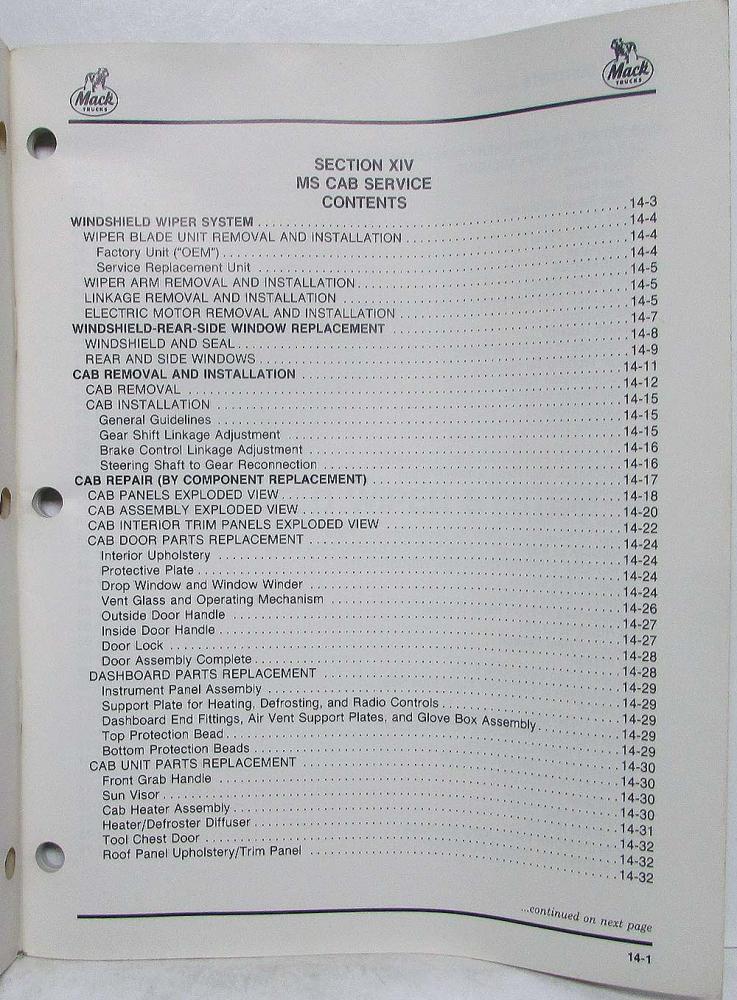 Mack
TRUCKS
Mack
TRUCKS
SECTION XIV
MS CAB SERVICE
CONTENTS
WINDSHIELD WIPER SYSTEM 14-3
WIPER BLADE UNIT REMOVAL AND INSTALLATION 14-4
Factory Unit ("OEM") 14-4
Service Replacement Unit 14-4
WIPER ARM REMOVAL AND INSTALLATION 14-5
LINKAGE REMOVAL AND INSTALLATION 14-5
ELECTRIC MOTOR REMOVAL AND INSTALLATION 14-5
WINDSHIELD-REAR-SIDE WINDOW REPLACEMENT 14-7
WINDSHIELD AND SEAL 14-8
REAR AND SIDE WINDOWS 14-9
CAB REMOVAL AND INSTALLATION 14-11
CAB REMOVAL 14-12
CAB INSTALLATION 14-15
General Guidelines 14-15
Gear Shift Linkage Adjustment 14-15
Brake Control Linkage Adjustment 14-16
Steering Shaft to Gear Reconnection 14-16
CAB REPAIR (BY COMPONENT REPLACEMENT) 14-17
CAB PANELS EXPLODED VIEW 14-18
CAB ASSEMBLY EXPLODED VIEW 14-20
CAB INTERIOR TRIM PANELS EXPLODED VIEW 14-22
CAB DOOR PARTS REPLACEMENT 14-24
Interior Upholstery 14-24
Protective Plate 14-24
Drop Window and Window Winder 14-24
Vent Glass and Operating Mechanism 14-26
Outside Door Handle 14-27
Inside Door Handle 14-27
Door Lock 14-28
Door Assembly Complete 14-28
DASHBOARD PARTS REPLACEMENT 14-29
Instrument Panel Assembly 14-29
Support Plate for Heating, Defrosting, and Radio Controls 14-29
Dashboard End Fittings, Air Vent Support Plates, and Glove Box Assembly 14-29
Top Protection Bead 14-29
Bottom Protection Beads 14-30
CAB UNIT PARTS REPLACEMENT 14-30
Front Grab Handle 14-30
Sun Visor 14-30
Cab Heater Assembly 14-31
Heater/Defroster Diffuser 14-32
Tool Chest Door 14-32
Roof Panel Upholstery/Trim Panel 14-32
...continued on next page
14-1